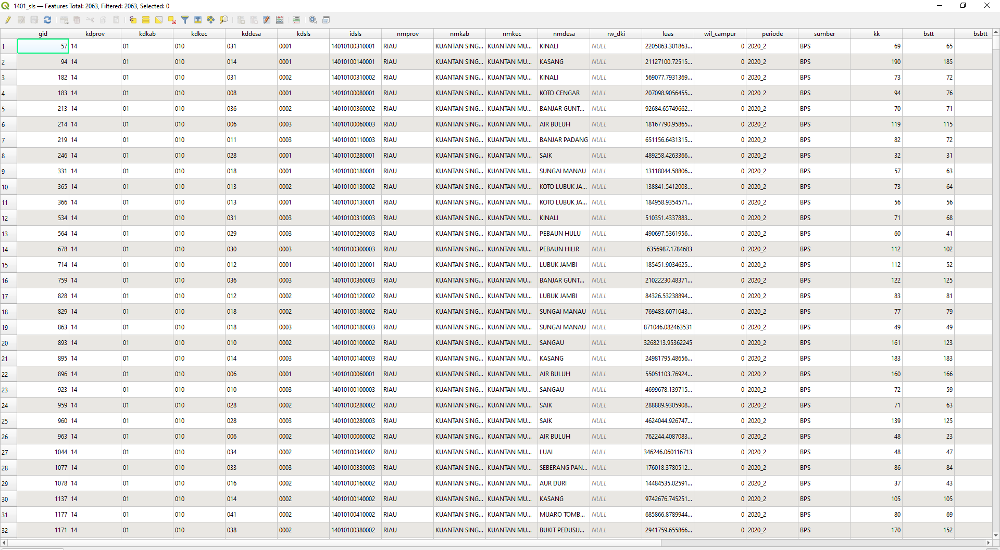 1401_sls — Features Total: 2063, Filtered: 2063, Selected: 0
gid kdprov kdkab kdkec kddesa kdsls idsls nmprov nmkab nmkec nmdesa rw_dki luas wil_campur periode sumber kk bstt bsbtt
1 57 14 01 010 031 0001 14010100310001 RIAU KUANTAN SING... KUANTAN MU... KINALI NULL 2205863.301863... 0 2020_2 BPS 69 65
2 94 14 01 010 014 0001 14010100140001 RIAU KUANTAN SING... KUANTAN MU... KASANG NULL 21127100.72515... 0 2020_2 BPS 190 185
3 182 14 01 010 031 0002 14010100310002 RIAU KUANTAN SING... KUANTAN MU... KINALI NULL 569077.7931369... 0 2020_2 BPS 73 72
4 183 14 01 010 008 0001 14010100080001 RIAU KUANTAN SING... KUANTAN MU... KOTO CENGAR NULL 207098.9056455... 0 2020_2 BPS 94 76
5 213 14 01 010 036 0002 14010100360002 RIAU KUANTAN SING... KUANTAN MU... BANJAR GUNT... NULL 92684.65749662... 0 2020_2 BPS 70 71
6 214 14 01 010 006 0003 14010100060003 RIAU KUANTAN SING... KUANTAN MU... AIR BULUH NULL 18167790.95865... 0 2020_2 BPS 119 115
7 219 14 01 010 011 0003 14010100110003 RIAU KUANTAN SING... KUANTAN MU... BANJAR PADANG NULL 651156.6431315... 0 2020_2 BPS 82 72
8 246 14 01 010 028 0001 14010100280001 RIAU KUANTAN SING... KUANTAN MU... SAIK NULL 489258.4263366... 0 2020_2 BPS 32 31
9 331 14 01 010 018 0001 14010100180001 RIAU KUANTAN SING... KUANTAN MU... SUNGAI MANAU NULL 13118044.58806... 0 2020_2 BPS 57 63
10 365 14 01 010 013 0002 14010100130002 RIAU KUANTAN SING... KUANTAN MU... KOTO LUBUK JA... NULL 138841.5412003... 0 2020_2 BPS 73 64
11 366 14 01 010 013 0001 14010100130001 RIAU KUANTAN SING... KUANTAN MU... KOTO LUBUK JA... NULL 184958.9354571... 0 2020_2 BPS 56 56
12 534 14 01 010 031 0003 14010100310003 RIAU KUANTAN SING... KUANTAN MU... KINALI NULL 510351.4337883... 0 2020_2 BPS 71 68
13 564 14 01 010 029 0003 14010100290003 RIAU KUANTAN SING... KUANTAN MU... PEBAUN HULU NULL 490697.5361956... 0 2020_2 BPS 60 41
14 678 14 01 010 030 0003 14010100300003 RIAU KUANTAN SING... KUANTAN MU... PEBAUN HILIR NULL 6356987.1784683 0 2020_2 BPS 112 102
15 714 14 01 010 012 0001 14010100120001 RIAU KUANTAN SING... KUANTAN MU... LUBUK JAMBI NULL 185451.9034625... 0 2020_2 BPS 112 52
16 759 14 01 010 036 0003 14010100360003 RIAU KUANTAN SING... KUANTAN MU... BANJAR GUNT... NULL 21022230.48371... 0 2020_2 BPS 122 125
17 828 14 01 010 012 0002 14010100120002 RIAU KUANTAN SING... KUANTAN MU... LUBUK JAMBI NULL 84326.53238894... 0 2020_2 BPS 83 81
18 829 14 01 010 018 0002 14010100180002 RIAU KUANTAN SING... KUANTAN MU... SUNGAI MANAU NULL 769483.6071043... 0 2020_2 BPS 77 79
19 863 14 01 010 018 0003 14010100180003 RIAU KUANTAN SING... KUANTAN MU... SUNGAI MANAU NULL 871046.082463531 0 2020_2 BPS 49 49
20 893 14 01 010 010 0002 14010100100002 RIAU KUANTAN SING... KUANTAN MU... SANGAU NULL 3268213.95362245 0 2020_2 BPS 161 123
21 895 14 01 010 014 0003 14010100140003 RIAU KUANTAN SING... KUANTAN MU... KASANG NULL 24981795.48656... 0 2020_2 BPS 183 183
22 896 14 01 010 006 0001 14010100060001 RIAU KUANTAN SING... KUANTAN MU... AIR BULUH NULL 55051103.76924... 0 2020_2 BPS 160 166
23 923 14 01 010 010 0003 14010100100003 RIAU KUANTAN SING... KUANTAN MU... SANGAU NULL 4699678.139715... 0 2020_2 BPS 72 59
24 959 14 01 010 028 0002 14010100280002 RIAU KUANTAN SING... KUANTAN MU... SAIK NULL 288889.9305908... 0 2020_2 BPS 71 63
25 960 14 01 010 028 0003 14010100280003 RIAU KUANTAN SING... KUANTAN MU... SAIK NULL 4624044.926747... 0 2020_2 BPS 139 125
26 963 14 01 010 006 0002 14010100060002 RIAU KUANTAN SING... KUANTAN MU... AIR BULUH NULL 762244.4087083... 0 2020_2 BPS 48 23
27 1044 14 01 010 034 0002 14010100340002 RIAU KUANTAN SING... KUANTAN MU... LUAI NULL 346246.060116713 0 2020_2 BPS 48 47
28 1077 14 01 010 033 0003 14010100330003 RIAU KUANTAN SING... KUANTAN MU... SEBERANG PAN... NULL 176018.3780512... 0 2020_2 BPS 86 84
29 1078 14 01 010 016 0002 14010100160002 RIAU KUANTAN SING... KUANTAN MU... AUR DURI NULL 14484535.02591... 0 2020_2 BPS 37 43
30 1137 14 01 010 014 0002 14010100140002 RIAU KUANTAN SING... KUANTAN MU... KASANG NULL 9742676.745251... 0 2020_2 BPS 105 105
31 1177 14 01 010 041 0002 14010100410002 RIAU KUANTAN SING... KUANTAN MU... MUARO TOMB... NULL 685866.8789944... 0 2020_2 BPS 80 69
32 1171 14 01 010 038 0002 14010100380002 RIAU KUANTAN SING... KUANTAN MU... BUKIT PEDUSU... NULL 2941759.655866... 0 2020_2 BPS 170 152